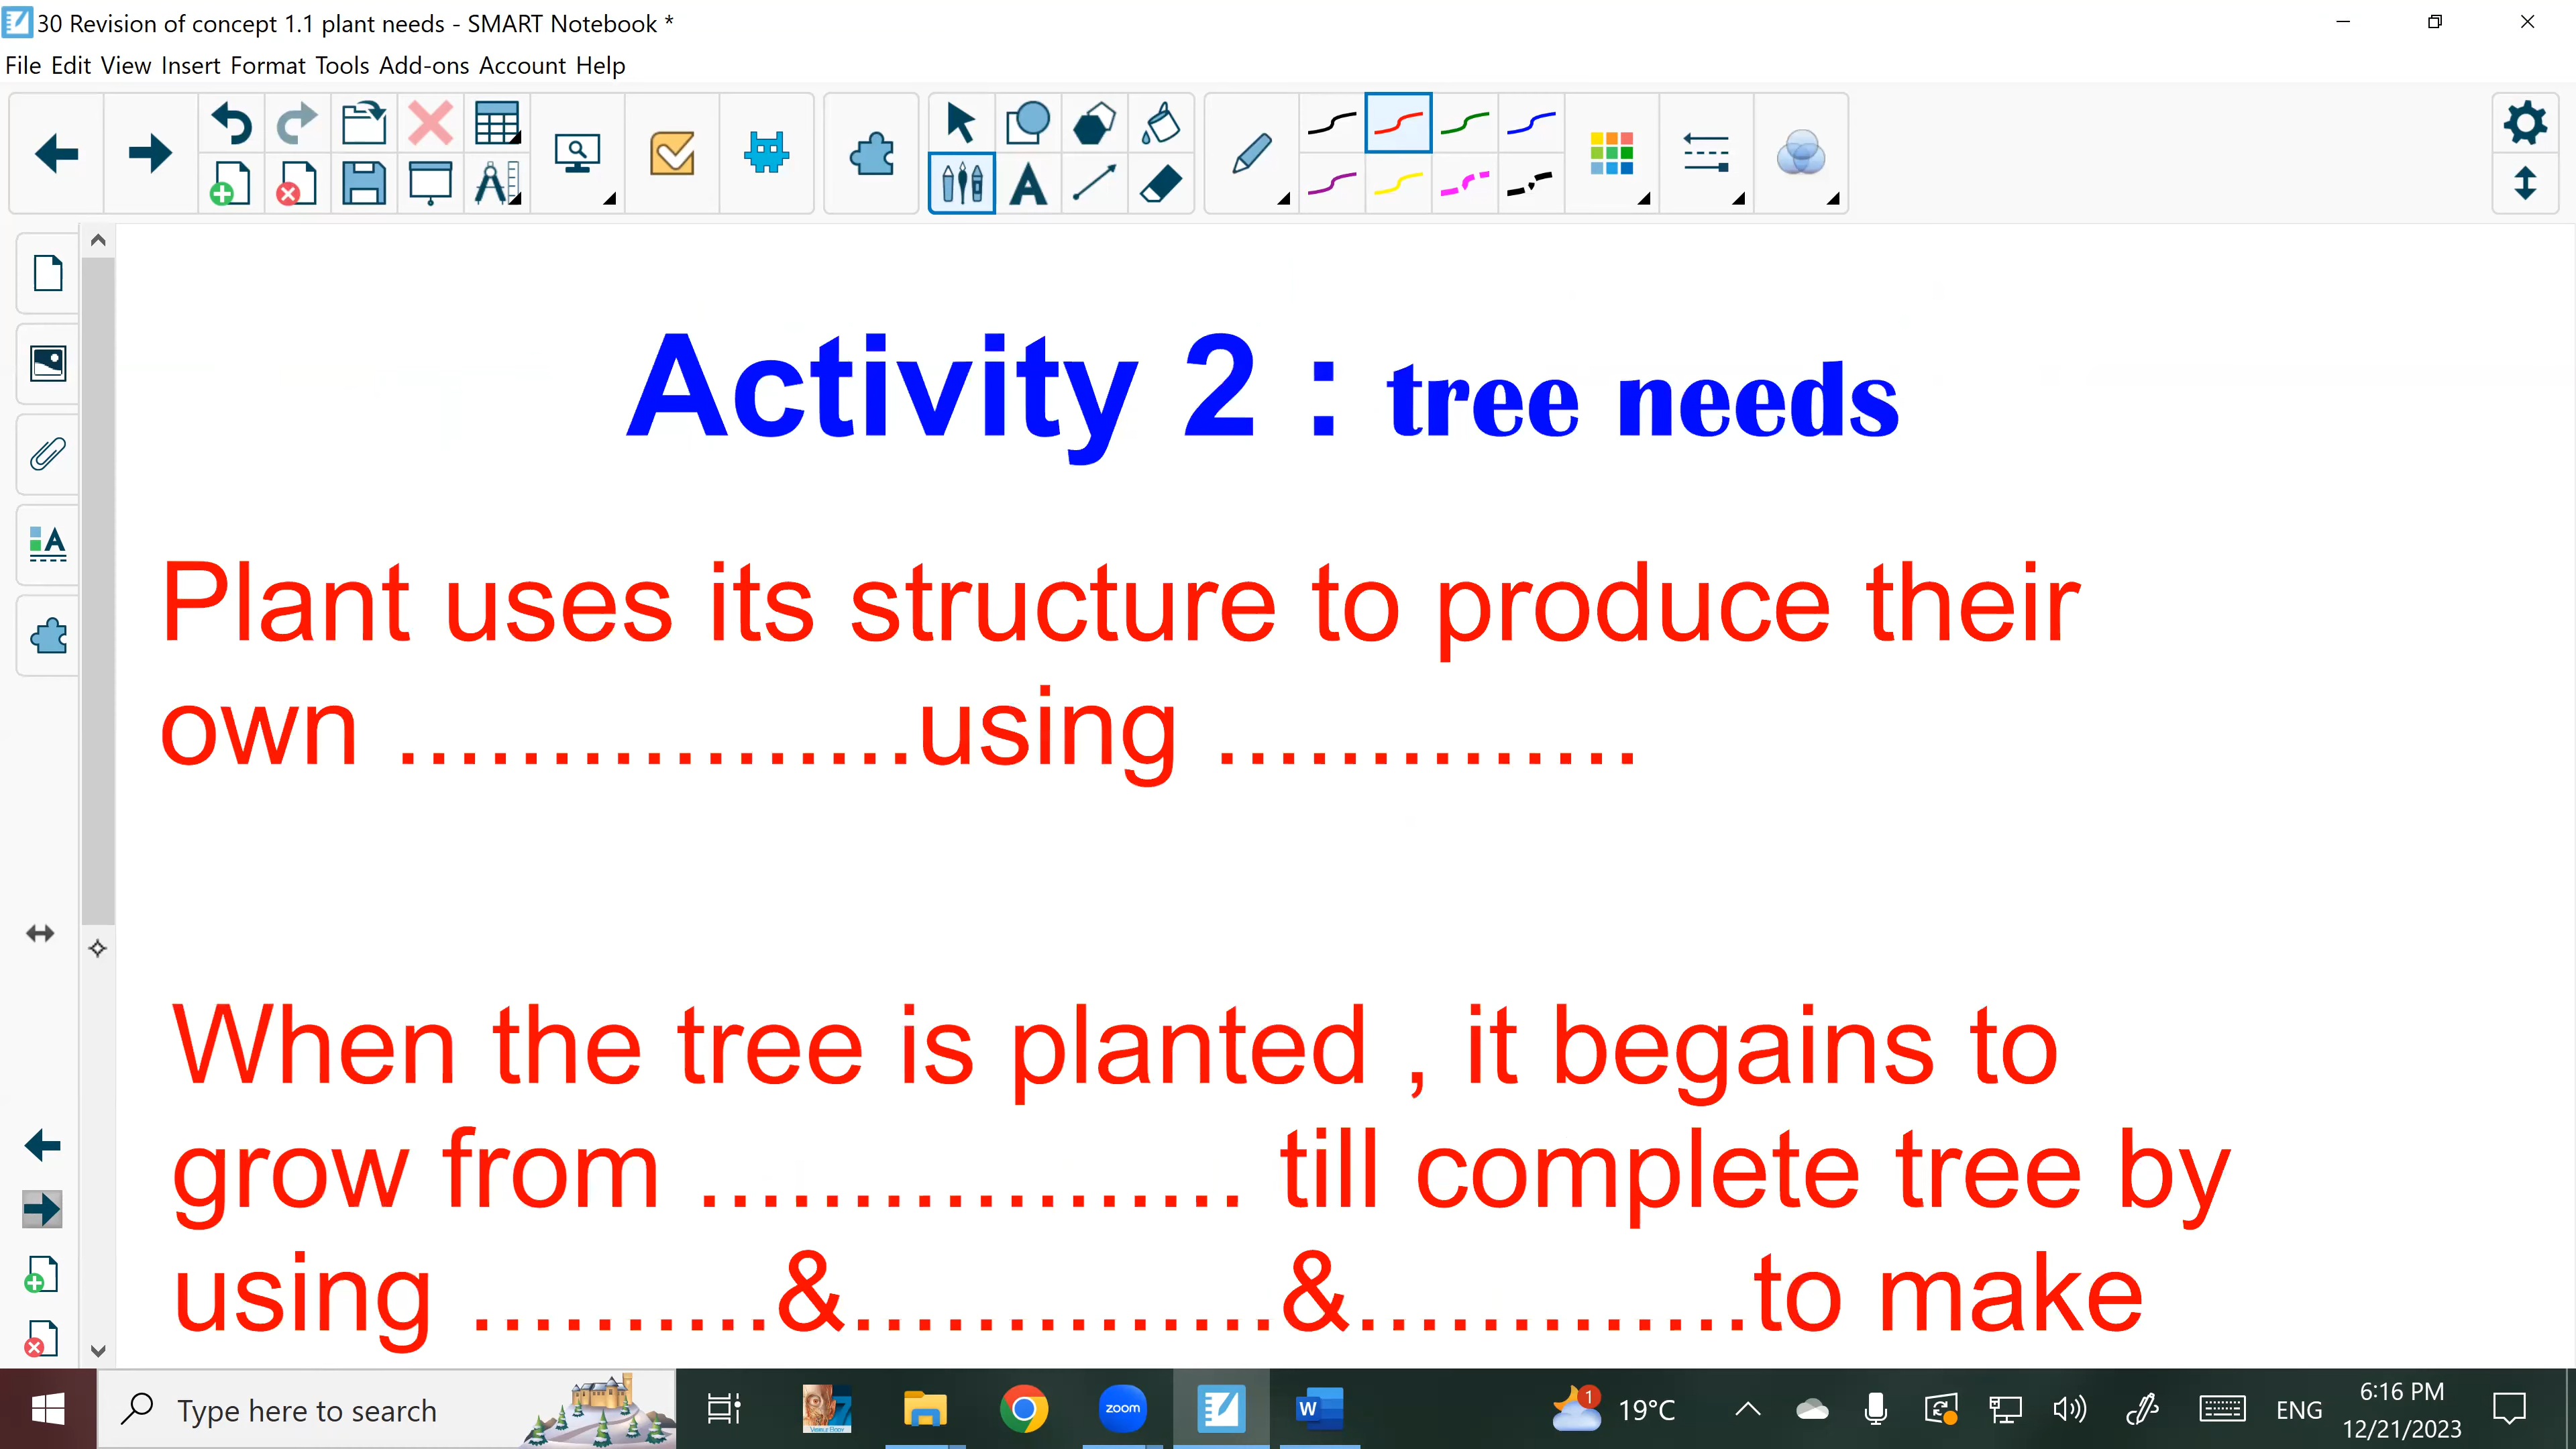 30 Revision of concept 1.1 plant needs - SMART Notebook *
File Edit View Insert Format Tools Add-ons Account Help
Activity 2 : tree needs
Plant uses its structure to produce their
own .................using ..............
When the tree is planted , it begains to
grow from .................. till complete tree by
using ..........&..............&.............to make
Type here to search
zoom
W
1
19°C
ENG
6:16 PM
12/21/2023